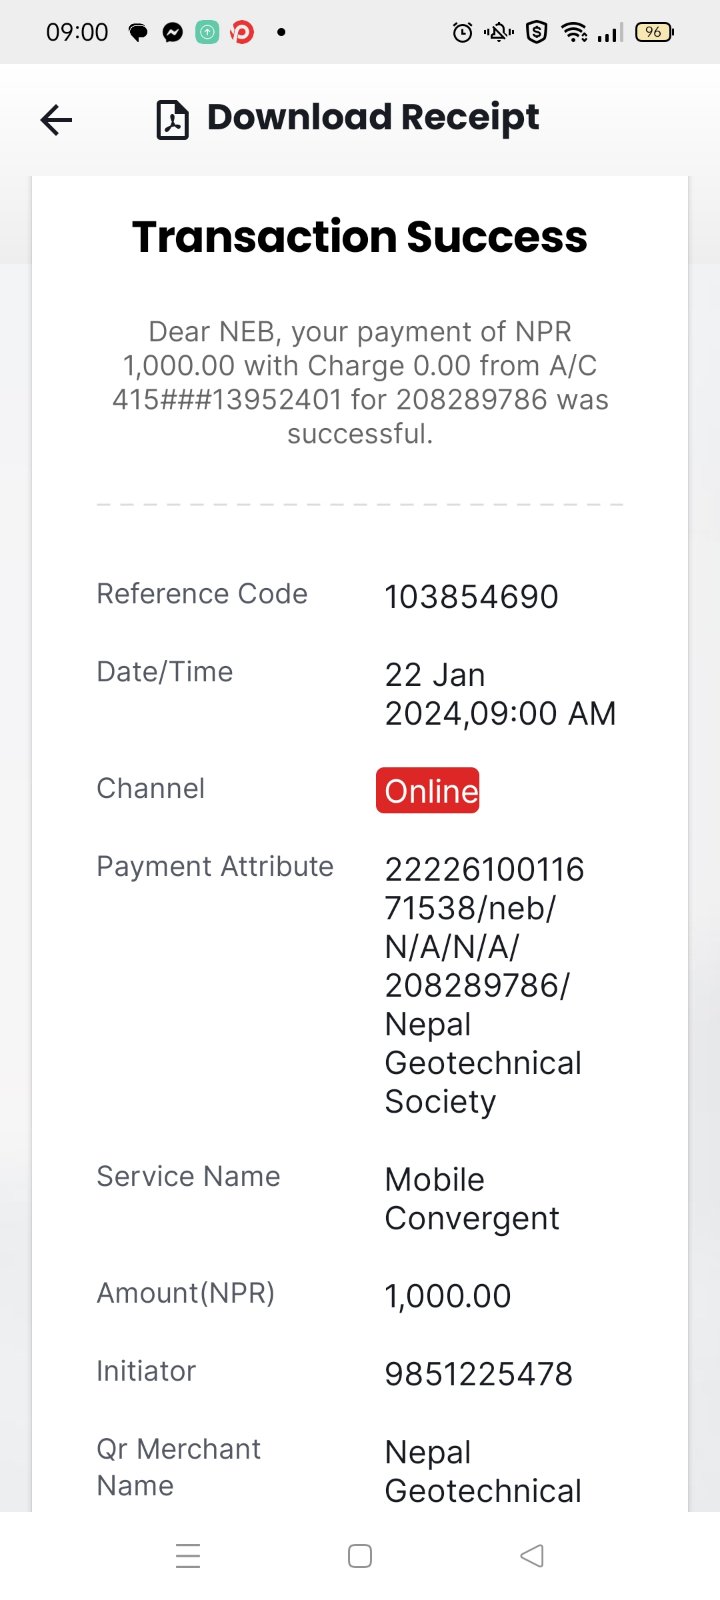 09:00
96
Download Receipt
Transaction Success
Dear NEB, your payment of NPR
1,000.00 with Charge 0.00 from A/C
415###13952401 for 208289786 was
successful.
Reference Code 103854690
Date/Time 22 Jan
2024,09:00 AM
Channel Online
Payment Attribute 22226100116
71538/neb/
N/A/N/A/
208289786/
Nepal
Geotechnical
Society
Service Name Mobile
Convergent
Amount(NPR) 1,000.00
Initiator 9851225478
Qr Merchant Nepal
Name Geotechnical